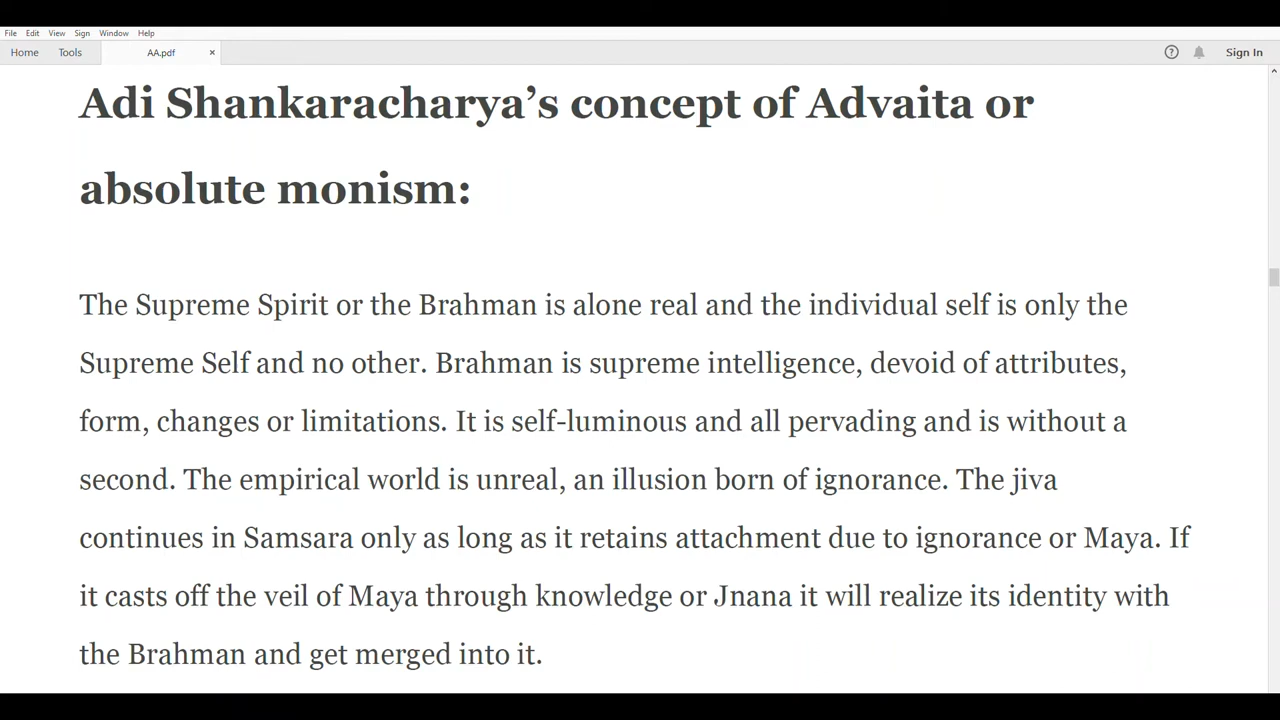 File Edit View Sign Window Help
Home Tools AA.pdf × ? Sign In
Adi Shankaracharya’s concept of Advaita or
absolute monism:
The Supreme Spirit or the Brahman is alone real and the individual self is only the
Supreme Self and no other. Brahman is supreme intelligence, devoid of attributes,
form, changes or limitations. It is self-luminous and all pervading and is without a
second. The empirical world is unreal, an illusion born of ignorance. The jiva
continues in Samsara only as long as it retains attachment due to ignorance or Maya. If
it casts off the veil of Maya through knowledge or Jnana it will realize its identity with
the Brahman and get merged into it.